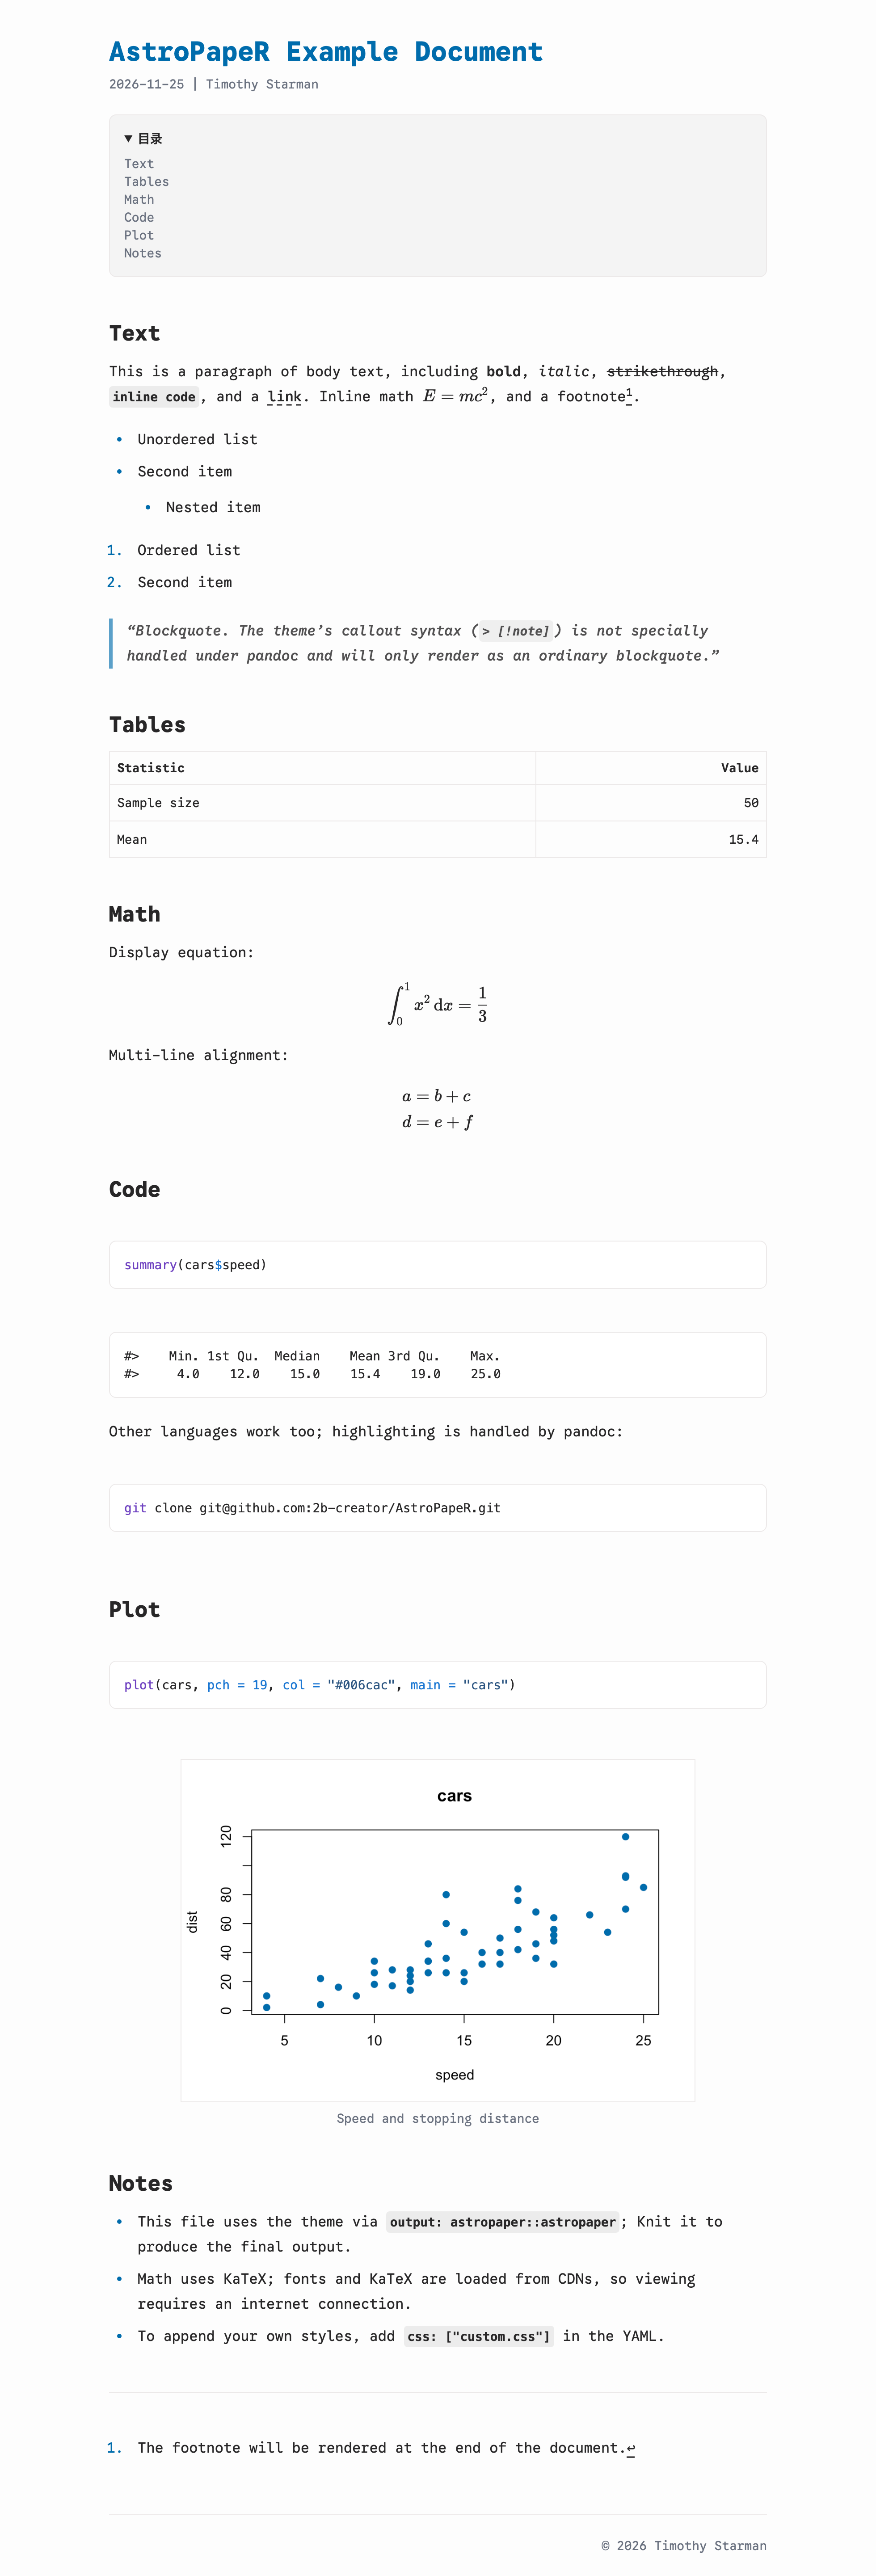 AstroPapeR Example Document
2026-11-25 | Timothy Starman
▼ 目录
Text
Tables
Math
Code
Plot
Notes
Text
This is a paragraph of body text, including bold, italic, strikethrough,
inline code, and a link. Inline math E = mc², and a footnote¹.
• Unordered list
• Second item
• Nested item
1. Ordered list
2. Second item
“Blockquote. The theme’s callout syntax (> [!note]) is not specially
handled under pandoc and will only render as an ordinary blockquote.”
Tables
Statistic Value
Sample size 50
Mean 15.4
Math
Display equation:
∫₀¹ x² dx = 1/3
Multi-line alignment:
a = b + c
d = e + f
Code
summary(cars$speed)
#>    Min. 1st Qu.  Median    Mean 3rd Qu.    Max.
#>     4.0    12.0    15.0    15.4    19.0    25.0
Other languages work too; highlighting is handled by pandoc:
git clone git@github.com:2b-creator/AstroPapeR.git
Plot
plot(cars, pch = 19, col = "#006cac", main = "cars")
cars
120
80
60
40
20
0
dist
5 10 15 20 25
speed
Speed and stopping distance
Notes
• This file uses the theme via output: astropaper::astropaper; Knit it to
produce the final output.
• Math uses KaTeX; fonts and KaTeX are loaded from CDNs, so viewing
requires an internet connection.
• To append your own styles, add css: ["custom.css"] in the YAML.
1. The footnote will be rendered at the end of the document.↩
© 2026 Timothy Starman